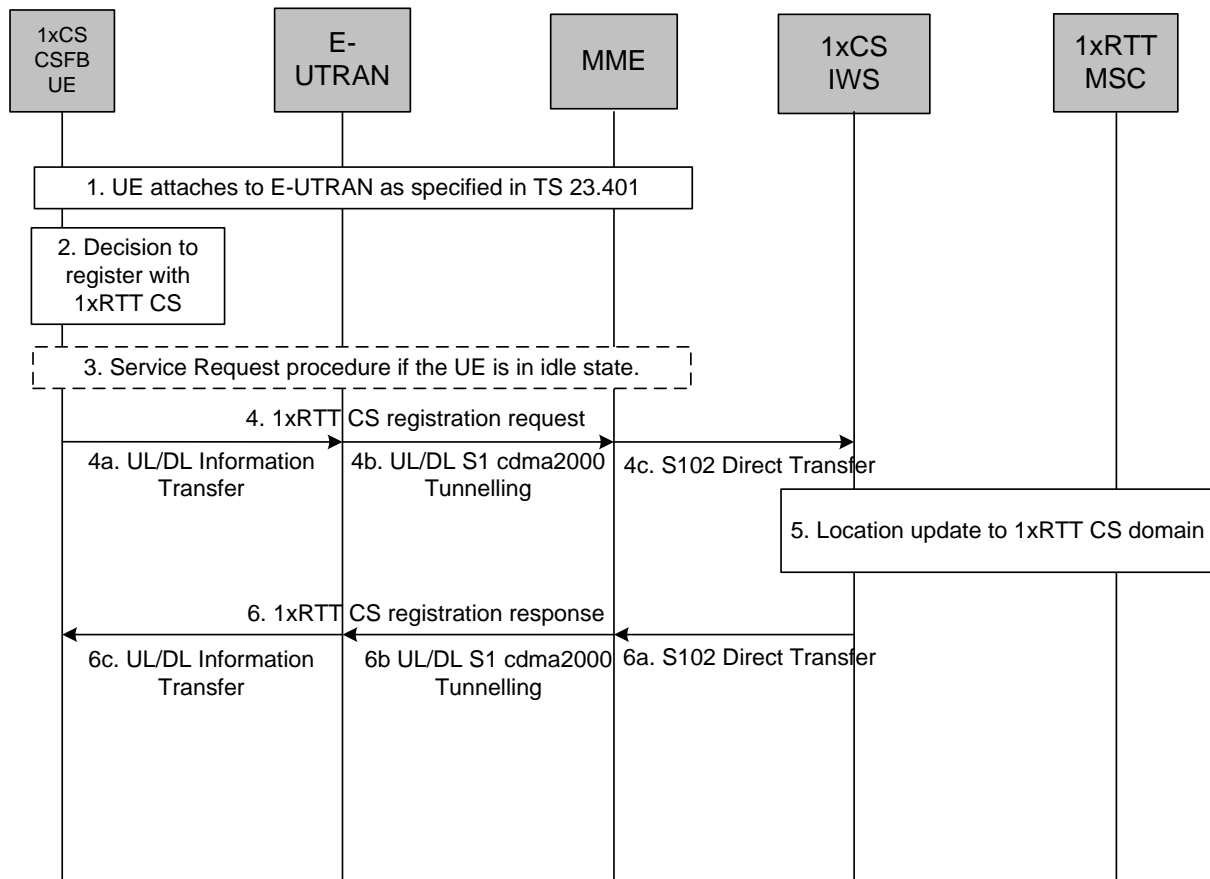 1xCS
CSFB
UE
E-
UTRAN
MME
1xCS
IWS
1xRTT
MSC
1. UE attaches to E-UTRAN as specified in TS 23.401
2. Decision to
register with
1xRTT CS
3. Service Request procedure if the UE is in idle state.
4. 1xRTT CS registration request
4a. UL/DL Information
Transfer
4b. UL/DL S1 cdma2000
Tunnelling
4c. S102 Direct Transfer
5. Location update to 1xRTT CS domain
6. 1xRTT CS registration response
6c. UL/DL Information
Transfer
6b UL/DL S1 cdma2000
Tunnelling
6a. S102 Direct Transfer